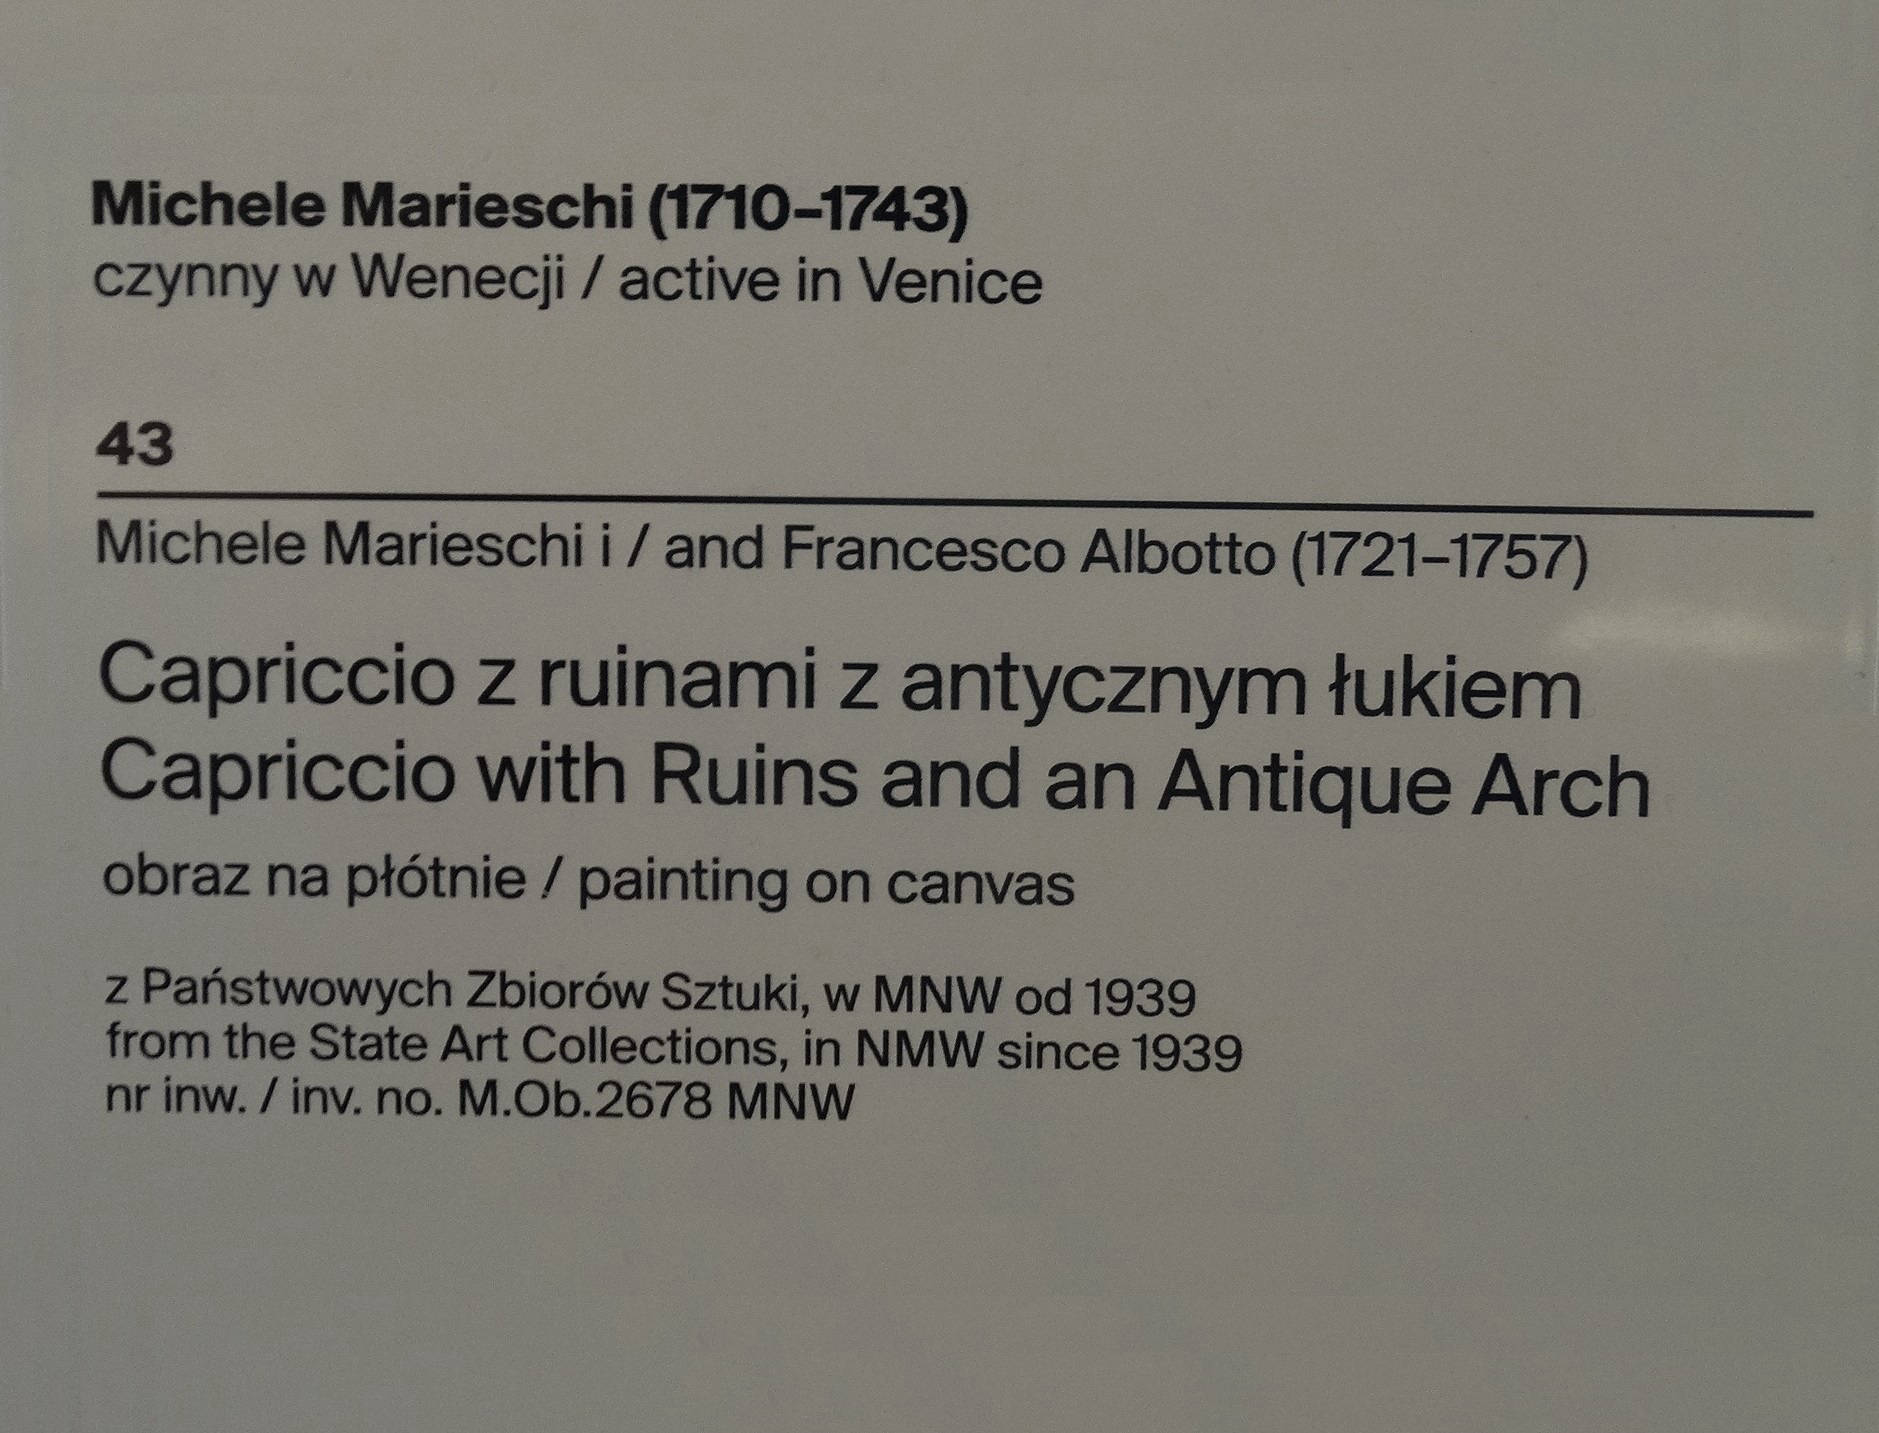 Michele Marieschi (1710–1743)
czynny w Wenecji / active in Venice
43
Michele Marieschi i / and Francesco Albotto (1721–1757)
Capriccio z ruinami z antycznym łukiem
Capriccio with Ruins and an Antique Arch
obraz na płótnie / painting on canvas
z Państwowych Zbiorów Sztuki, w MNW od 1939
from the State Art Collections, in NMW since 1939
nr inw. / inv. no. M.Ob.2678 MNW